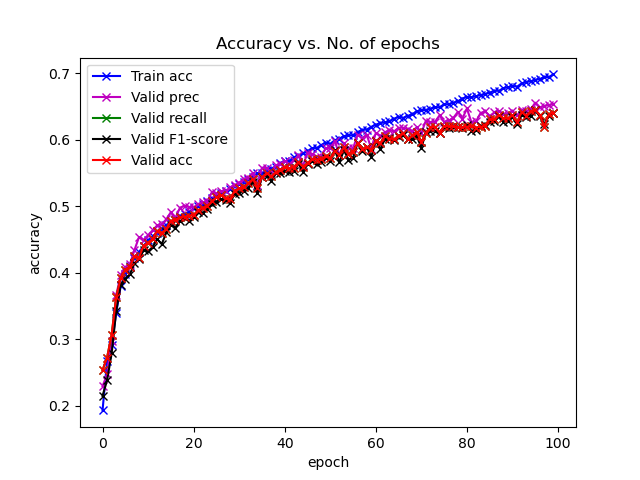 Accuracy vs. No. of epochs
Train acc
Valid prec
Valid recall
Valid F1-score
Valid acc
0.7
0.6
0.5
0.4
0.3
0.2
accuracy
0
20
40
60
80
100
epoch